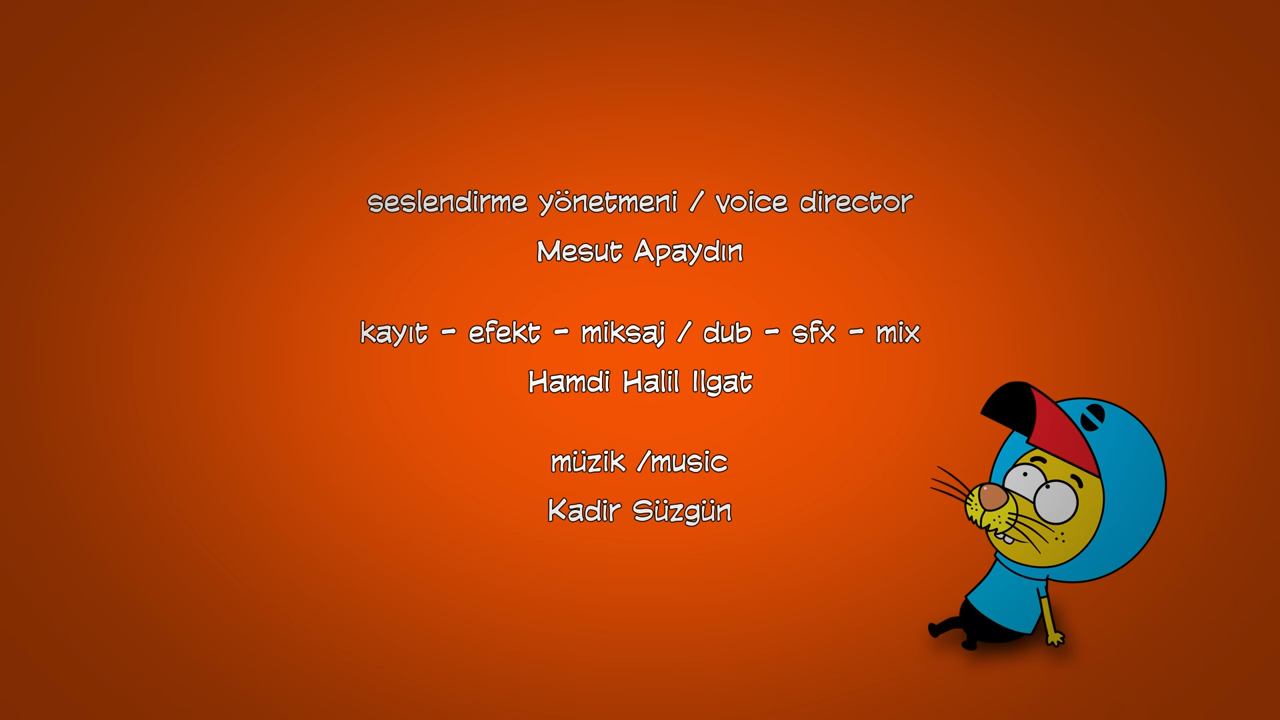 seslendirme yönetmeni / voice director
Mesut Apaydın
kayıt - efekt - miksaj / dub - sfx - mix
Hamdi Halil Ilgat
müzik /music
Kadir Süzgün